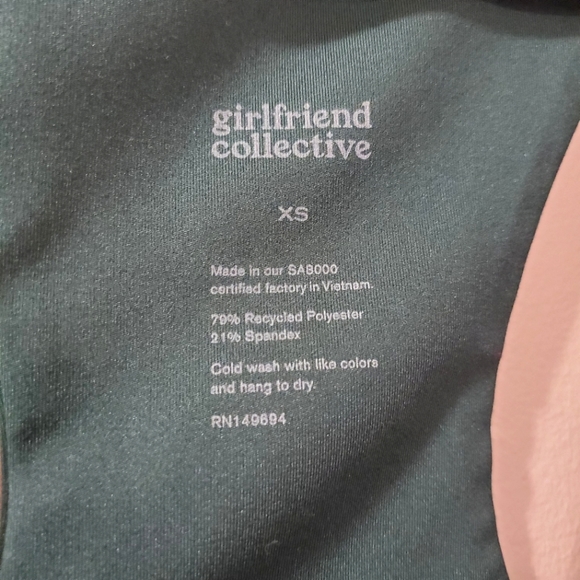 girlfriend
collective
XS
Made in our SA8000
certified factory in Vietnam.
79% Recycled Polyester
21% Spandex
Cold wash with like colors
and hang to dry.
RN149694